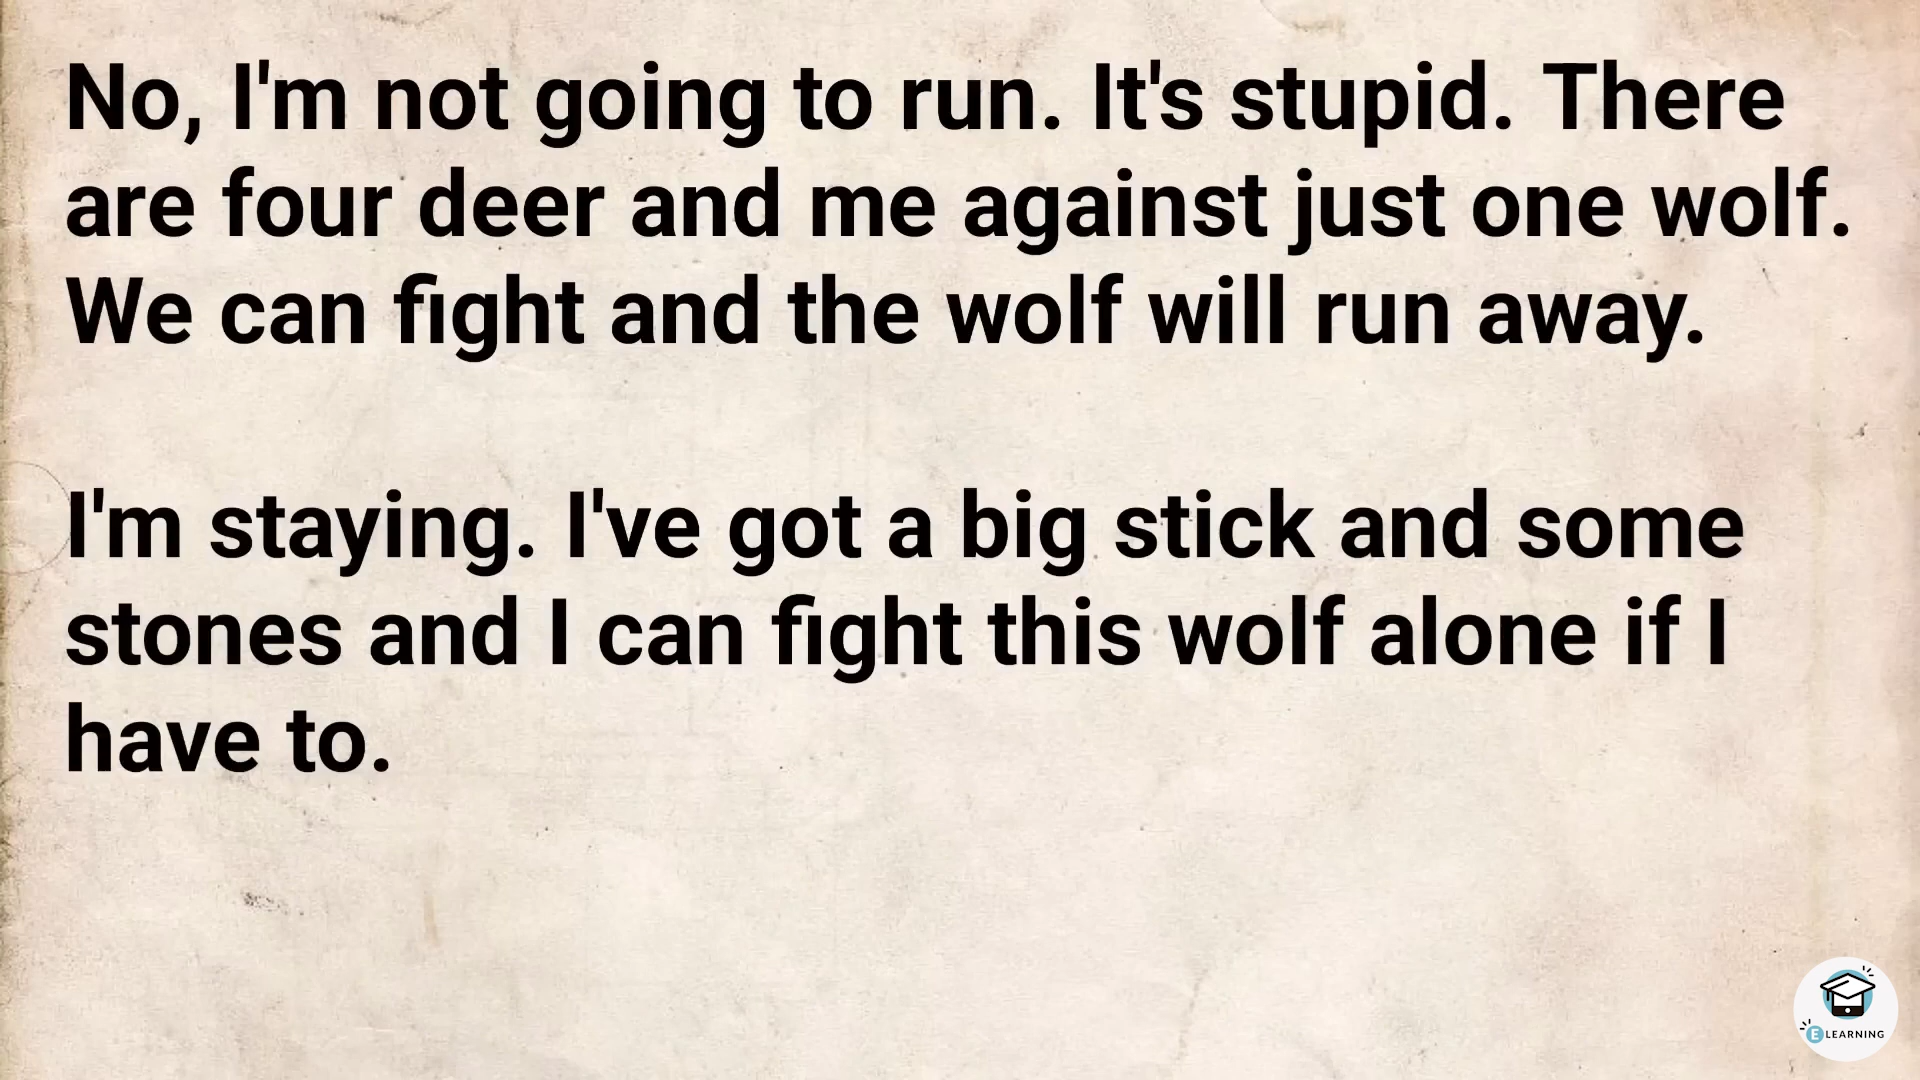 No, I'm not going to run. It's stupid. There
are four deer and me against just one wolf.
We can fight and the wolf will run away.
I'm staying. I've got a big stick and some
stones and I can fight this wolf alone if I
have to.
E LEARNING